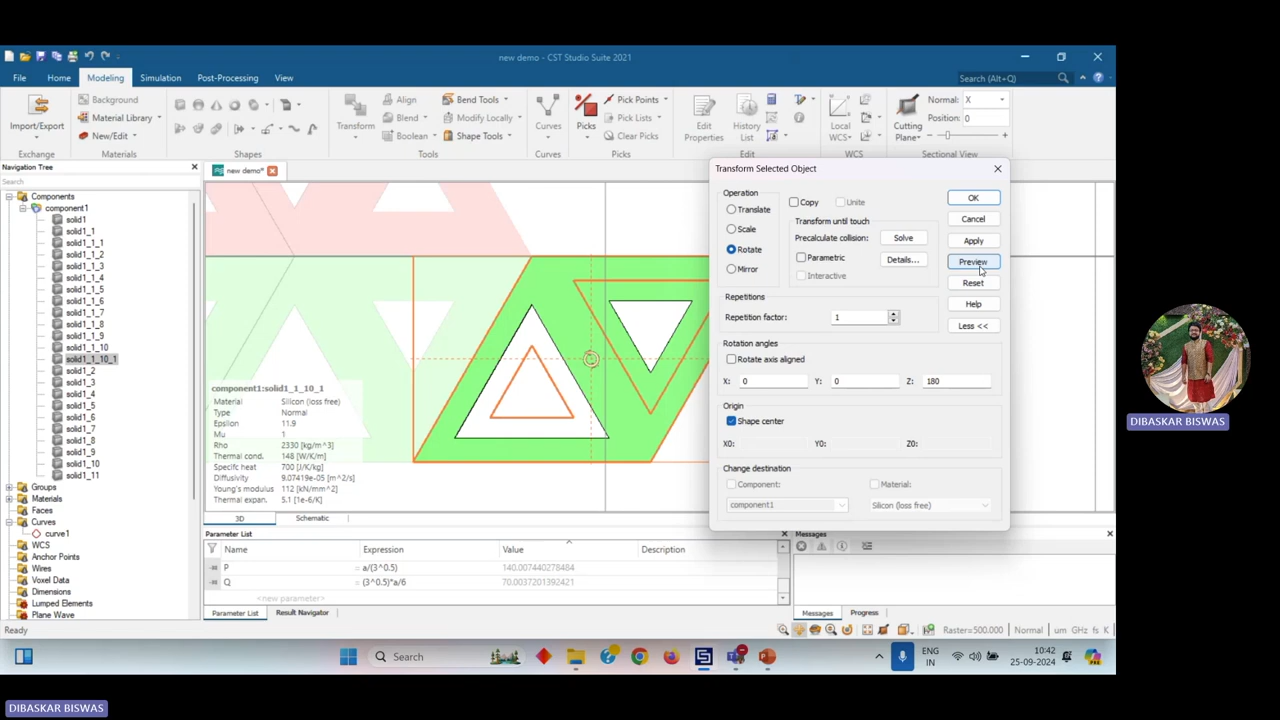 new demo - CST Studio Suite 2021
File Home Modeling Simulation Post-Processing View
Search (Alt+Q)
Import/Export
Exchange
Background
Material Library
New/Edit
Materials
Shapes
Transform
Align
Blend
Boolean
Bend Tools
Modify Locally
Shape Tools
Tools
Curves
Curves
Picks
Pick Points
Pick Lists
Clear Picks
Picks
Edit Properties
History List
Edit
Local WCS
WCS
Cutting Plane
Normal: X
Position: 0
Sectional View
Navigation Tree
Search
Components
component1
solid1
solid1_1
solid1_1_1
solid1_1_2
solid1_1_3
solid1_1_4
solid1_1_5
solid1_1_6
solid1_1_7
solid1_1_8
solid1_1_9
solid1_1_10
solid1_1_10_1
solid1_2
solid1_3
solid1_4
solid1_5
solid1_6
solid1_7
solid1_8
solid1_9
solid1_10
solid1_11
Groups
Materials
Faces
Curves
curve1
WCS
Anchor Points
Wires
Voxel Data
Dimensions
Lumped Elements
Plane Wave
Ready
new demo*
component1:solid1_1_10_1
Material Silicon (loss free)
Type Normal
Epsilon 11.9
Mu 1
Rho 2330 [kg/m^3]
Thermal cond. 148 [W/K/m]
Specifc heat 700 [J/K/kg]
Diffusivity 9.07419e-05 [m^2/s]
Young's modulus 112 [kN/mm^2]
Thermal expan. 5.1 [1e-6/K]
3D Schematic
Parameter List
Name Expression Value Description
P = a/(3^0.5) 140.007440278484
Q = (3^0.5)*a/6 70.0037201392421
<new parameter>
Parameter List Result Navigator
Transform Selected Object
Operation
Translate
Scale
Rotate
Mirror
Copy Unite
Transform until touch
Precalculate collision: Solve
Parametric Details...
Interactive
Repetitions
Repetition factor: 1
Rotation angles
Rotate axis aligned
X: 0 Y: 0 Z: 180
Origin
Shape center
X0: Y0: Z0:
Change destination
Component: Material:
component1 Silicon (loss free)
OK
Cancel
Apply
Preview
Reset
Help
Less <<
Messages
Messages Progress
Raster=500.000 Normal um GHz fs K
Search
ENG
IN
10:42
25-09-2024
DIBASKAR BISWAS
DIBASKAR BISWAS